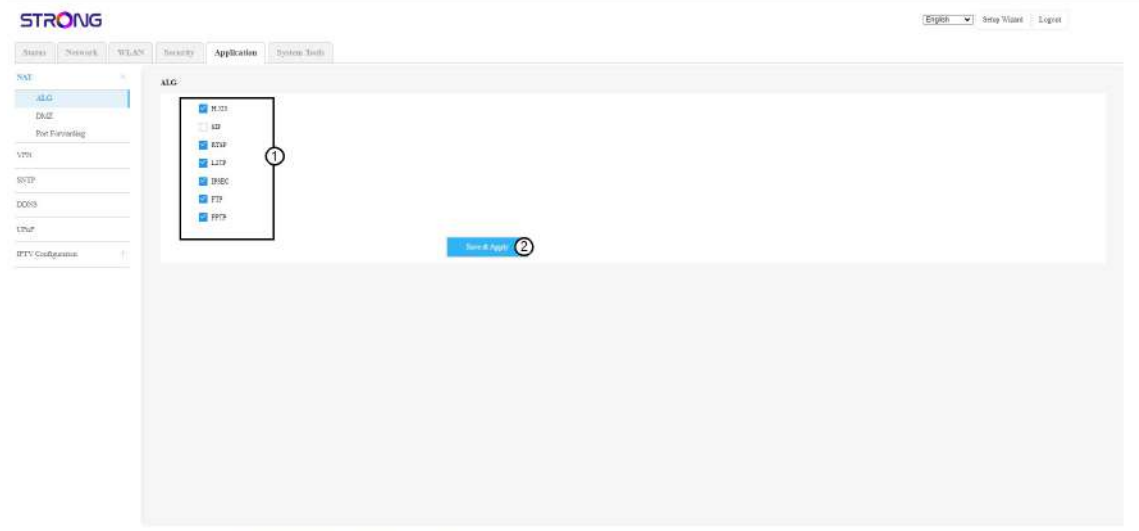 STRONG
English Setup Wizard Logout
Status Network WLAN Security Application System Tools
NAT
ALG
DMZ
Port Forwarding
VPN
SNTP
DDNS
UPnP
IPTV Configuration
ALG
H.323
SIP
RTSP
L2TP
IPSEC
FTP
PPTP
1
Save & Apply 2